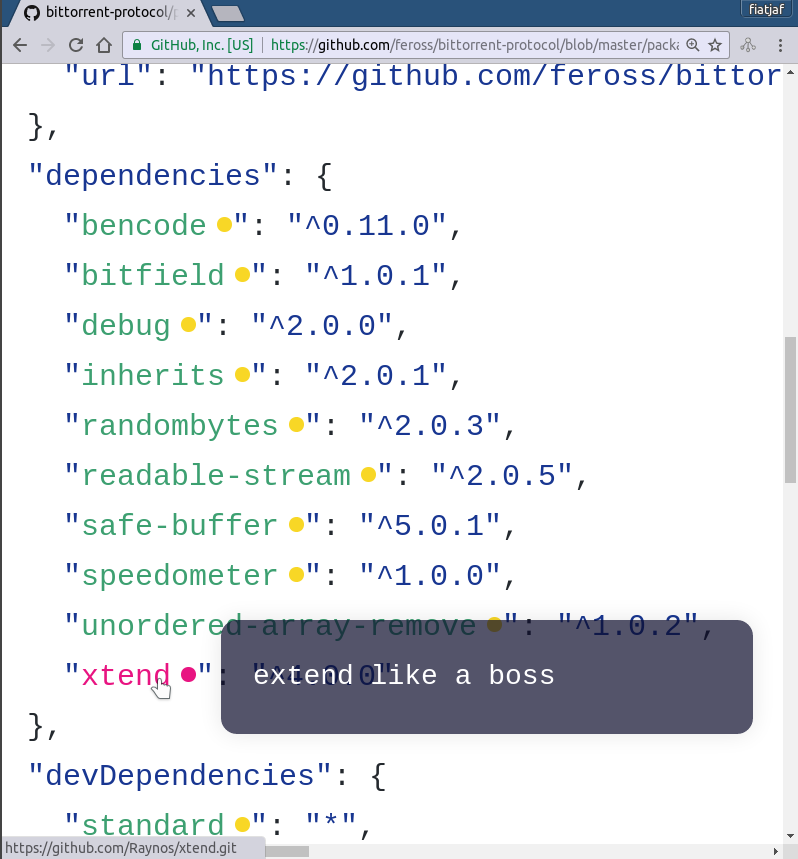 bittorrent-protocol/p
fiatjaf
GitHub, Inc. [US] https://github.com/feross/bittorrent-protocol/blob/master/packa
"url": "https://github.com/feross/bittor
},
"dependencies": {
"bencode": "^0.11.0",
"bitfield": "^1.0.1",
"debug": "^2.0.0",
"inherits": "^2.0.1",
"randombytes": "^2.0.3",
"readable-stream": "^2.0.5",
"safe-buffer": "^5.0.1",
"speedometer": "^1.0.0",
"unordered-array-remove": "^1.0.2",
"xtend": "^4.0.0"
extend like a boss
},
"devDependencies": {
"standard": "*",
https://github.com/Raynos/xtend.git